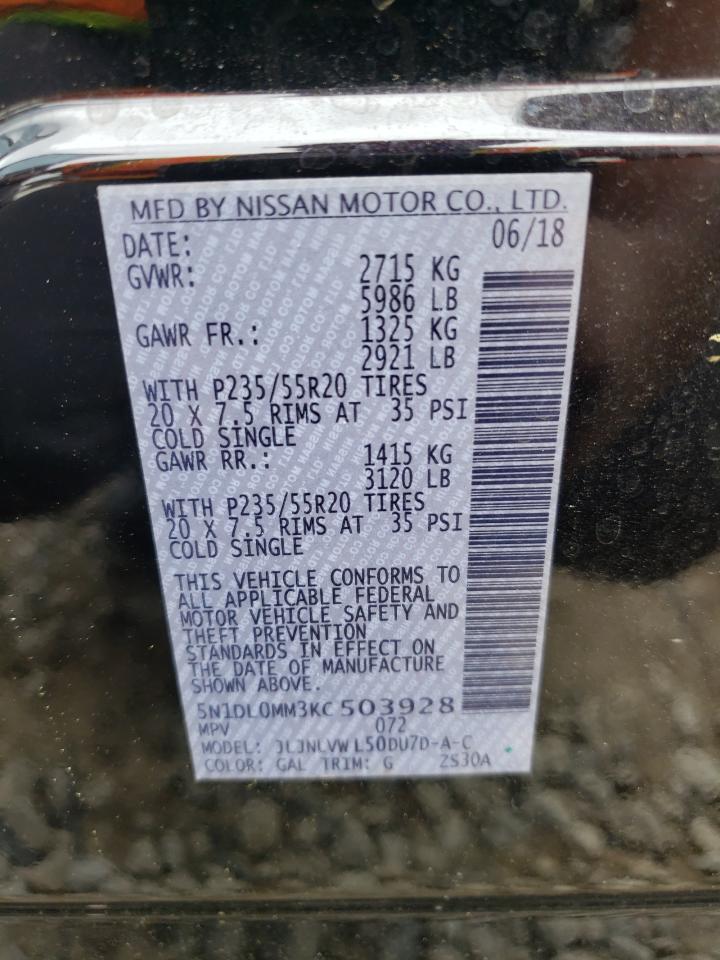 MFD BY NISSAN MOTOR CO., LTD.
DATE: 06/18
GVWR: 2715 KG
5986 LB
GAWR FR.: 1325 KG
2921 LB
WITH P235/55R20 TIRES
20 X 7.5 RIMS AT 35 PSI
COLD SINGLE
GAWR RR.: 1415 KG
3120 LB
WITH P235/55R20 TIRES
20 X 7.5 RIMS AT 35 PSI
COLD SINGLE
THIS VEHICLE CONFORMS TO
ALL APPLICABLE FEDERAL
MOTOR VEHICLE SAFETY AND
THEFT PREVENTION
STANDARDS IN EFFECT ON
THE DATE OF MANUFACTURE
SHOWN ABOVE.
5N1DL0MM3KC 503928
MPV 072
MODEL: JLJNLVW L50DU7D-A-C
COLOR: GAL TRIM: G ZS30A